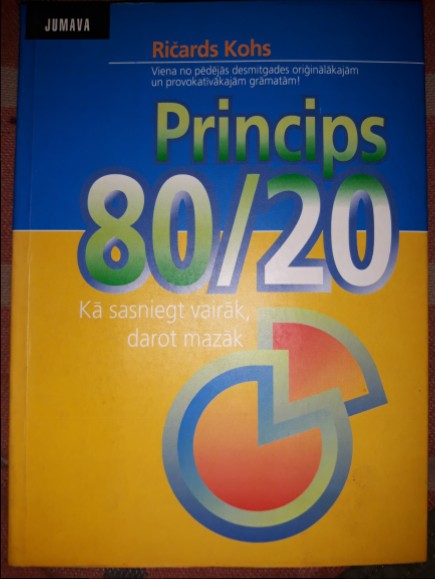 JUMAVA
Ričards Kohs
Viena no pēdējās desmitgades oriģinālākajām
un provokatīvākajām grāmatām!
Princips
80/20
Kā sasniegt vairāk,
darot mazāk